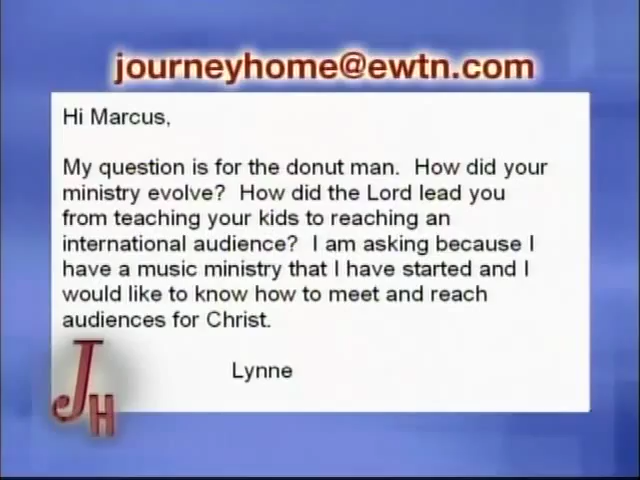 journeyhome@ewtn.com
Hi Marcus,
My question is for the donut man.  How did your
ministry evolve?  How did the Lord lead you
from teaching your kids to reaching an
international audience?  I am asking because I
have a music ministry that I have started and I
would like to know how to meet and reach
audiences for Christ.
Lynne
JH